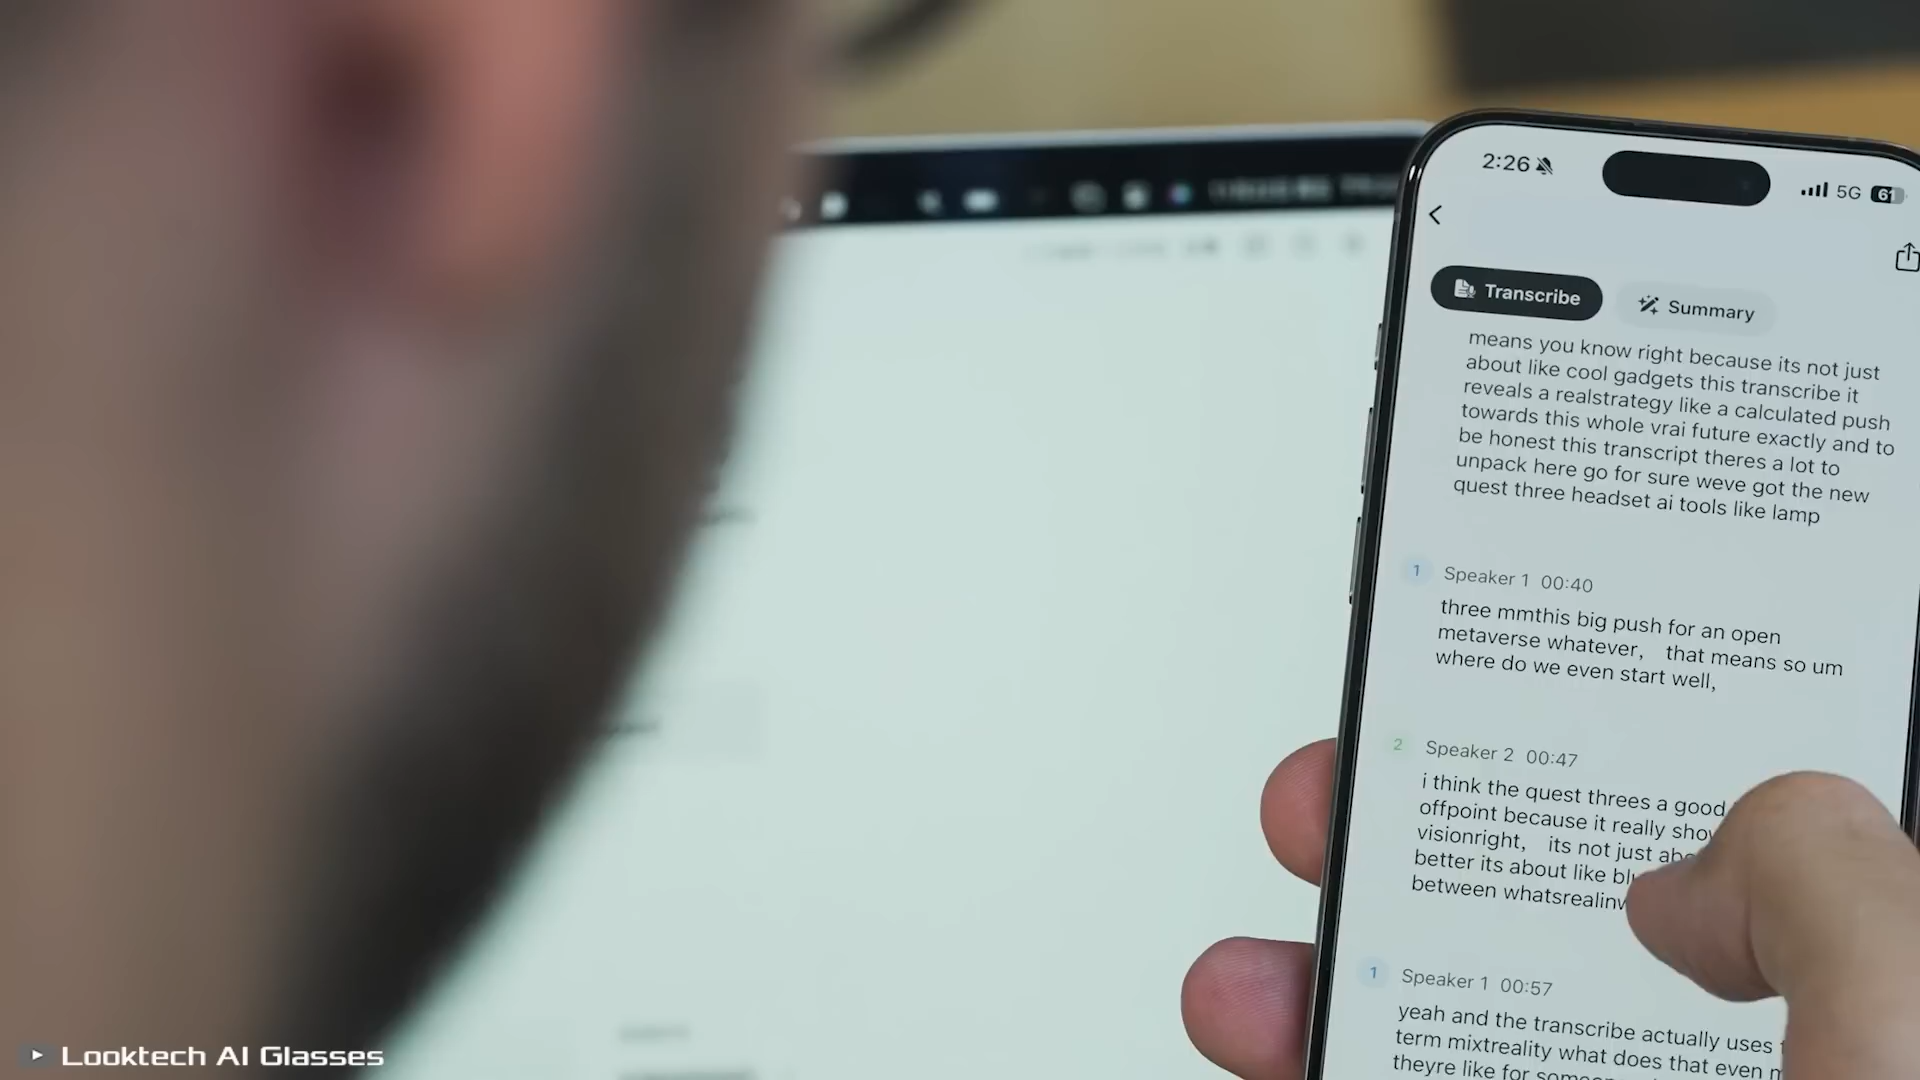 2:26
5G
61
Transcribe
Summary
means you know right because its not just
about like cool gadgets this transcribe it
reveals a realstrategy like a calculated push
towards this whole vrai future exactly and to
be honest this transcript theres a lot to
unpack here go for sure weve got the new
quest three headset ai tools like lamp
1 Speaker 1 00:40
three mmthis big push for an open
metaverse whatever, that means so um
where do we even start well,
2 Speaker 2 00:47
i think the quest threes a good
offpoint because it really
visionright, its not just
better its about like
between
1 Speaker 1 00:57
yeah and the transcribe actually uses
term mixtreality what does that even
theyre like for
Looktech AI Glasses